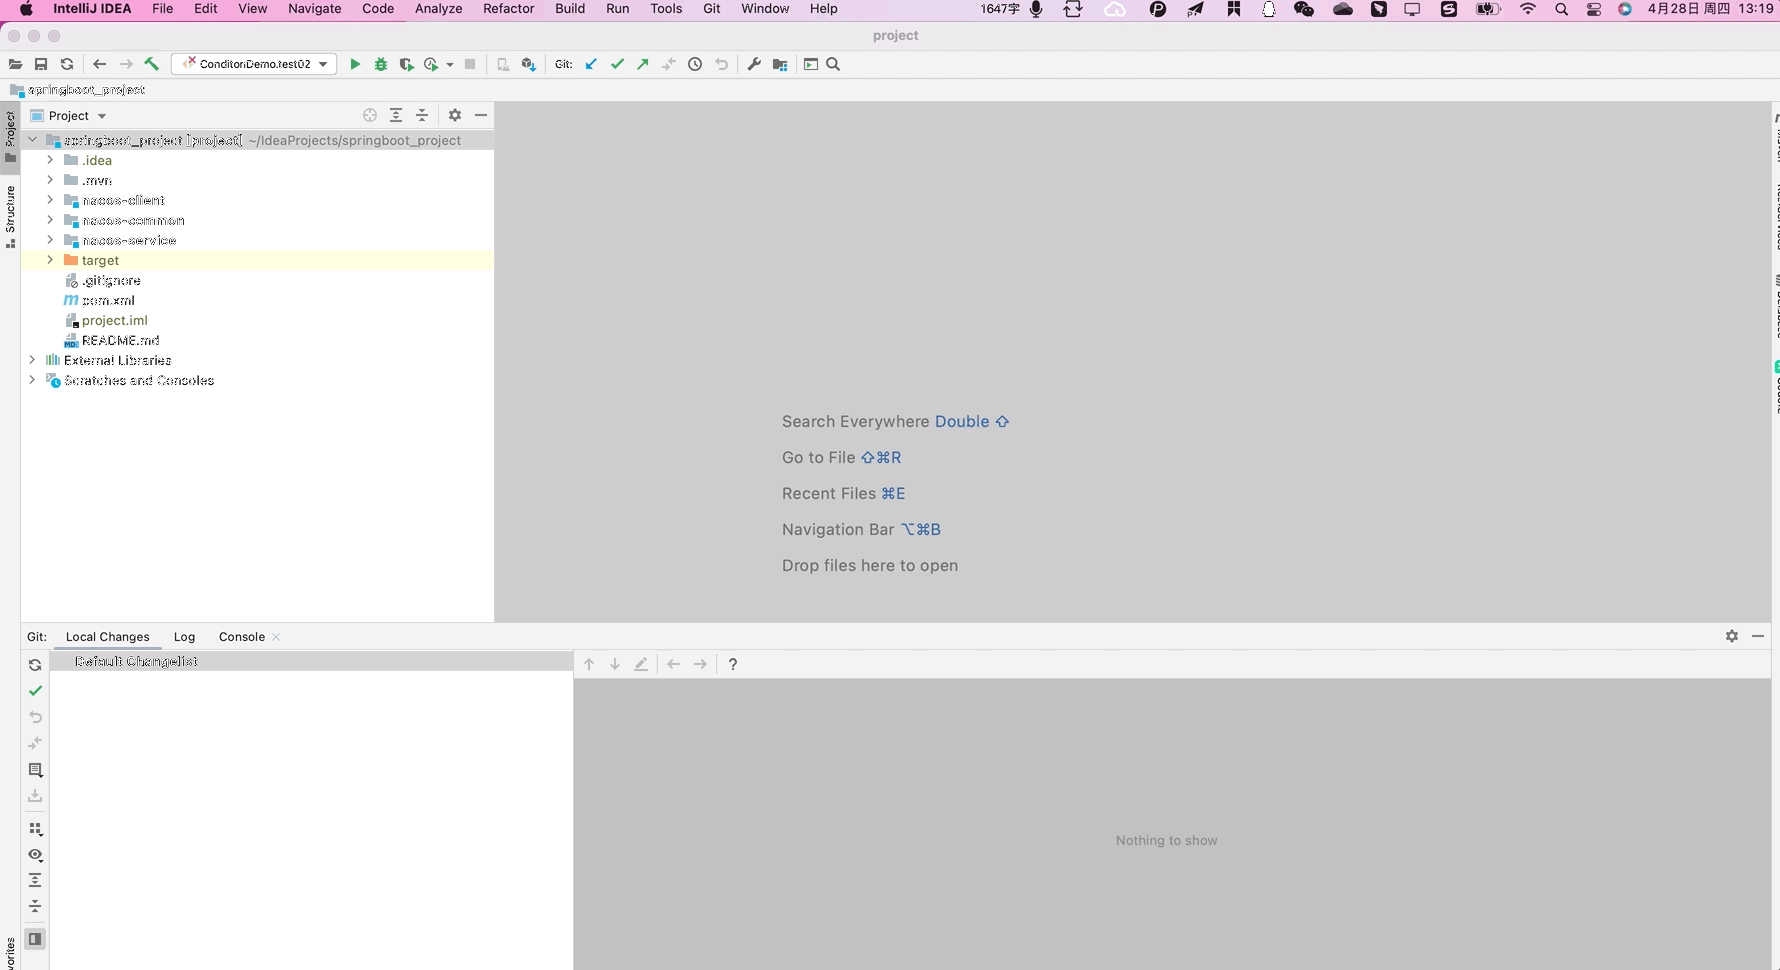 IntelliJ IDEA File Edit View Navigate Code Analyze Refactor Build Run Tools Git Window Help 1647字 4月28日 周四 13:19
project
ConditonDemo.test02 Git:
springboot_project
Project
Project
springboot_project [project] ~/IdeaProjects/springboot_project
.idea
.mvn
nacos-client
Structure
nacos-common
nacos-service
target
.gitignore
pom.xml
project.iml
README.md
External Libraries
Scratches and Consoles
Search Everywhere Double ⇧
Go to File ⇧⌘R
Recent Files ⌘E
Navigation Bar ⌥⌘B
Drop files here to open
Git: Local Changes Log Console
Default Changelist
?
Nothing to show